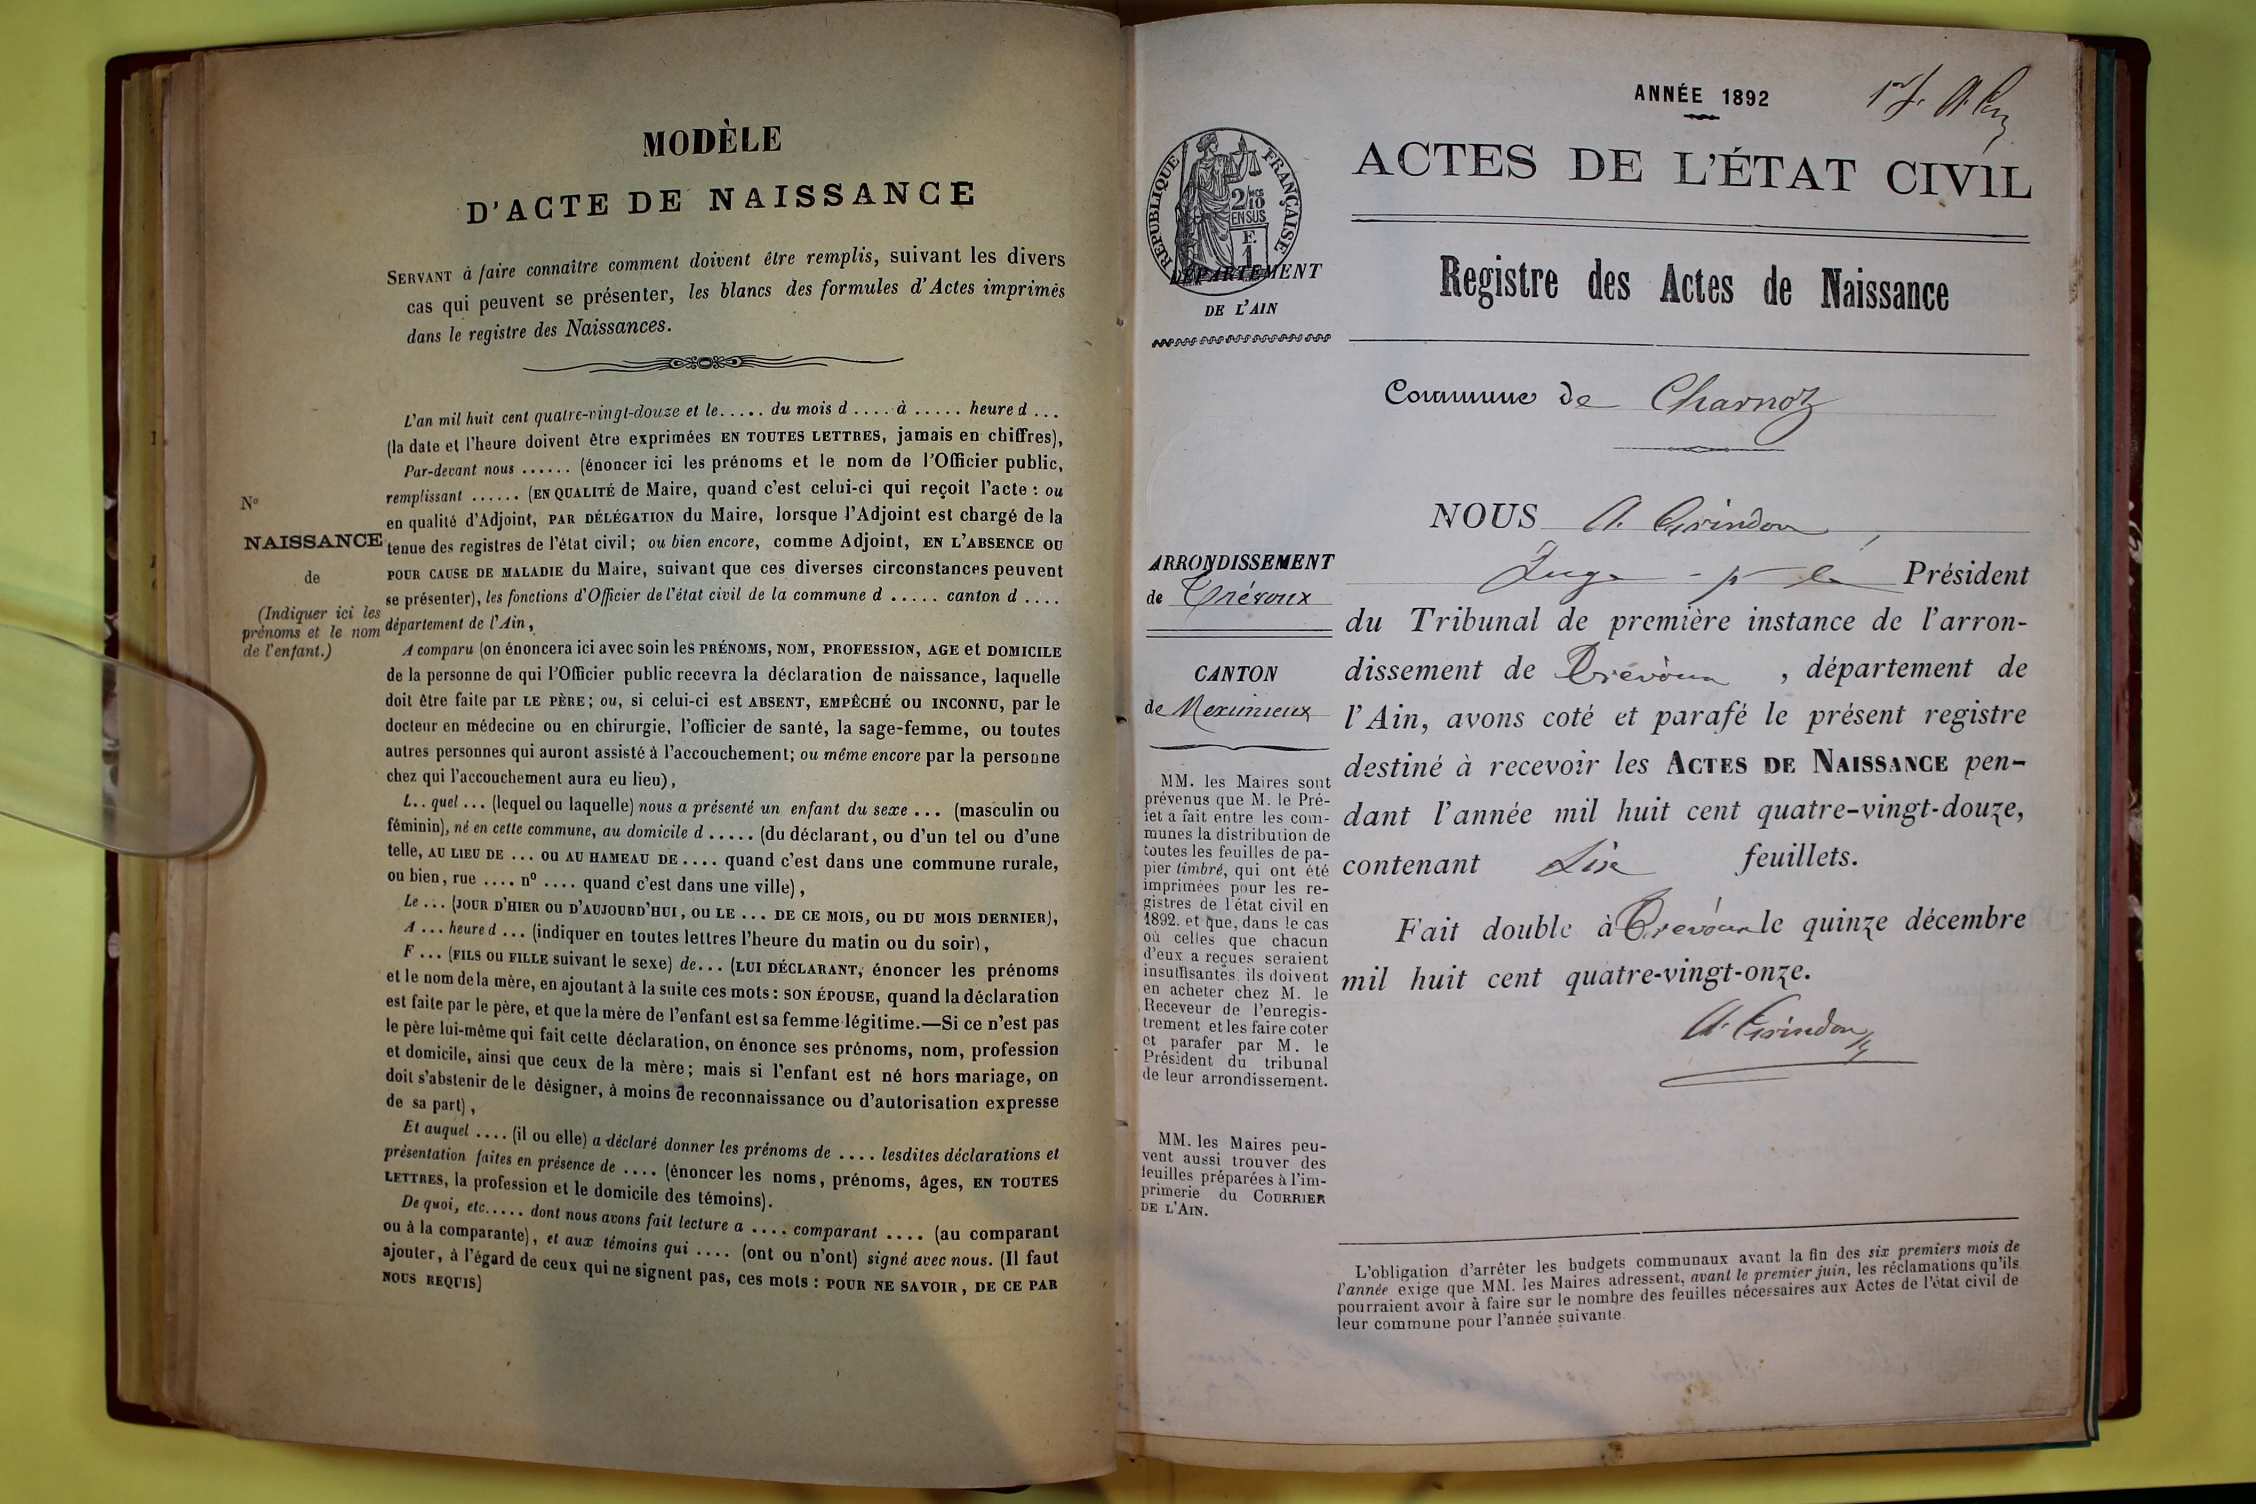 MODÈLE
D'ACTE DE NAISSANCE
SERVANT à faire connaître comment doivent être remplis, suivant les divers
cas qui peuvent se présenter, les blancs des formules d'Actes imprimés
dans le registre des Naissances.
L'an mil huit cent quatre-vingt-douze et le..... du mois d .... à ..... heure d ...
(la date et l'heure doivent être exprimées EN TOUTES LETTRES, jamais en chiffres),
Par-devant nous ...... (énoncer ici les prénoms et le nom de l'Officier public,
remplissant ...... (EN QUALITÉ de Maire, quand c'est celui-ci qui reçoit l'acte : ou
en qualité d'Adjoint, PAR DÉLÉGATION du Maire, lorsque l'Adjoint est chargé de la
tenue des registres de l'état civil; ou bien encore, comme Adjoint, EN L'ABSENCE OU
POUR CAUSE DE MALADIE du Maire, suivant que ces diverses circonstances peuvent
se présenter), les fonctions d'Officier de l'état civil de la commune d ..... canton d ....
département de l'Ain,
A comparu (on énoncera ici avec soin les PRÉNOMS, NOM, PROFESSION, AGE et DOMICILE
de la personne de qui l'Officier public recevra la déclaration de naissance, laquelle
doit être faite par LE PÈRE; ou, si celui-ci est ABSENT, EMPÊCHÉ OU INCONNU, par le
docteur en médecine ou en chirurgie, l'officier de santé, la sage-femme, ou toutes
autres personnes qui auront assisté à l'accouchement; ou même encore par la personne
chez qui l'accouchement aura eu lieu),
L.. quel ... (lequel ou laquelle) nous a présenté un enfant du sexe ... (masculin ou
féminin), né en cette commune, au domicile d ..... (du déclarant, ou d'un tel ou d'une
telle, AU LIEU DE ... OU AU HAMEAU DE .... quand c'est dans une commune rurale,
ou bien, rue .... nº .... quand c'est dans une ville),
Le ... (JOUR D'HIER OU D'AUJOURD'HUI, OU LE ... DE CE MOIS, OU DU MOIS DERNIER),
A ... heure d ... (indiquer en toutes lettres l'heure du matin ou du soir),
F ... (FILS OU FILLE suivant le sexe) de... (LUI DÉCLARANT, énoncer les prénoms
et le nom de la mère, en ajoutant à la suite ces mots : SON ÉPOUSE, quand la déclaration
est faite par le père, et que la mère de l'enfant est sa femme légitime.—Si ce n'est pas
le père lui-même qui fait cette déclaration, on énonce ses prénoms, nom, profession
et domicile, ainsi que ceux de la mère; mais si l'enfant est né hors mariage, on
doit s'abstenir de le désigner, à moins de reconnaissance ou d'autorisation expresse
de sa part),
Et auquel .... (il ou elle) a déclaré donner les prénoms de .... lesdites déclarations et
présentation faites en présence de .... (énoncer les noms, prénoms, âges, EN TOUTES
LETTRES, la profession et le domicile des témoins).
De quoi, etc..... dont nous avons fait lecture a .... comparant .... (au comparant
ou à la comparante), et aux témoins qui .... (ont ou n'ont) signé avec nous. (Il faut
ajouter, à l'égard de ceux qui ne signent pas, ces mots : POUR NE SAVOIR, DE CE PAR
NOUS REQUIS)
Nº
NAISSANCE
de
(Indiquer ici les
prénoms et le nom
de l'enfant.)
ANNÉE 1892
ACTES DE L'ÉTAT CIVIL
RÉPUBLIQUE FRANÇAISE
2/10
EN SUS
F.
1
DÉPARTEMENT
DE L'AIN
Registre des Actes de Naissance
Commune de Charnoz
NOUS A. Grindon,
Juge - p le Président
du Tribunal de première instance de l'arron-
dissement de Trévoux, département de
l'Ain, avons coté et parafé le présent registre
destiné à recevoir les ACTES DE NAISSANCE pen-
dant l'année mil huit cent quatre-vingt-douze,
contenant Six feuillets.
Fait double à Trévoux le quinze décembre
mil huit cent quatre-vingt-onze.
A. Grindon
ARRONDISSEMENT
de Trévoux
CANTON
de Meximieux
MM. les Maires sont
prévenus que M. le Pré-
fet a fait entre les com-
munes la distribution de
toutes les feuilles de pa-
pier timbré, qui ont été
imprimées pour les re-
gistres de l'état civil en
1892. et que, dans le cas
où celles que chacun
d'eux a reçues seraient
insuffisantes ils doivent
en acheter chez M. le
Receveur de l'enregis-
trement et les faire coter
et parafer par M. le
Président du tribunal
de leur arrondissement.
MM. les Maires peu-
vent aussi trouver des
feuilles préparées à l'im-
primerie du COURRIER
DE L'AIN.
L'obligation d'arrêter les budgets communaux avant la fin des six premiers mois de
l'année exige que MM. les Maires adressent, avant le premier juin, les réclamations qu'ils
pourraient avoir à faire sur le nombre des feuilles nécessaires aux Actes de l'état civil de
leur commune pour l'année suivante.